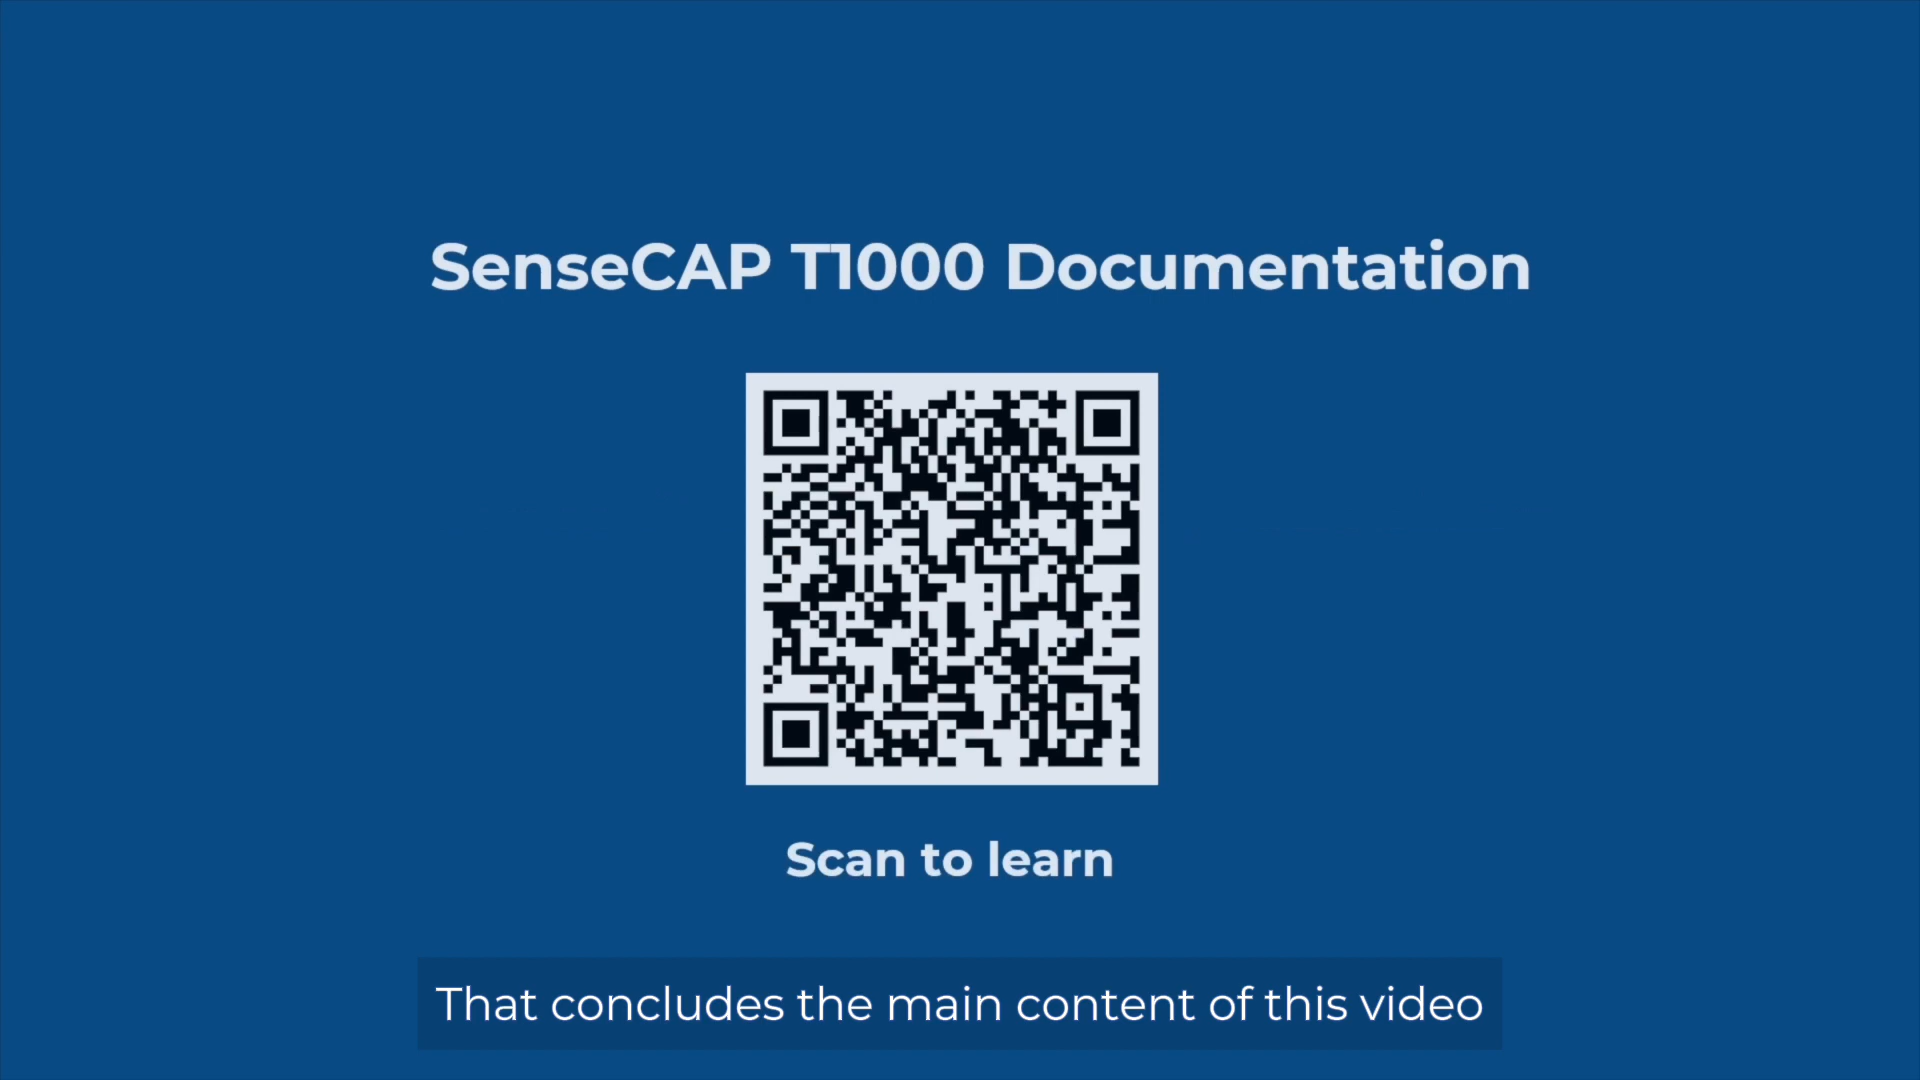 SenseCAP T1000 Documentation
Scan to learn
That concludes the main content of this video